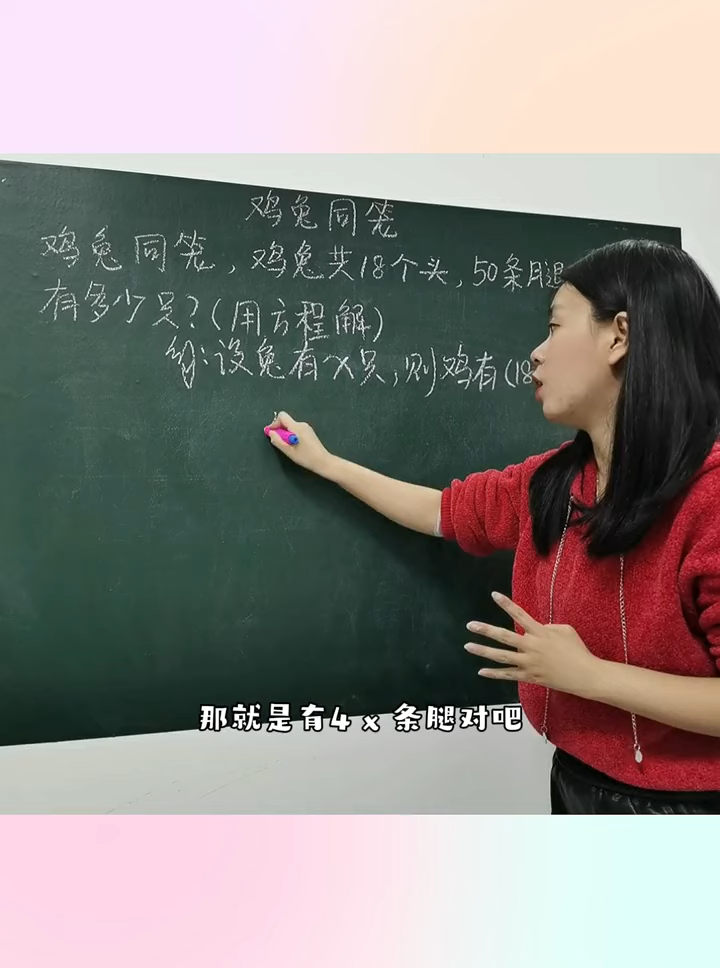 鸡兔同笼
鸡兔同笼，鸡兔共18个头，50条腿
有多少只？（用方程解）
解：设兔有x只，则鸡有（18
那就是有4x条腿对吧